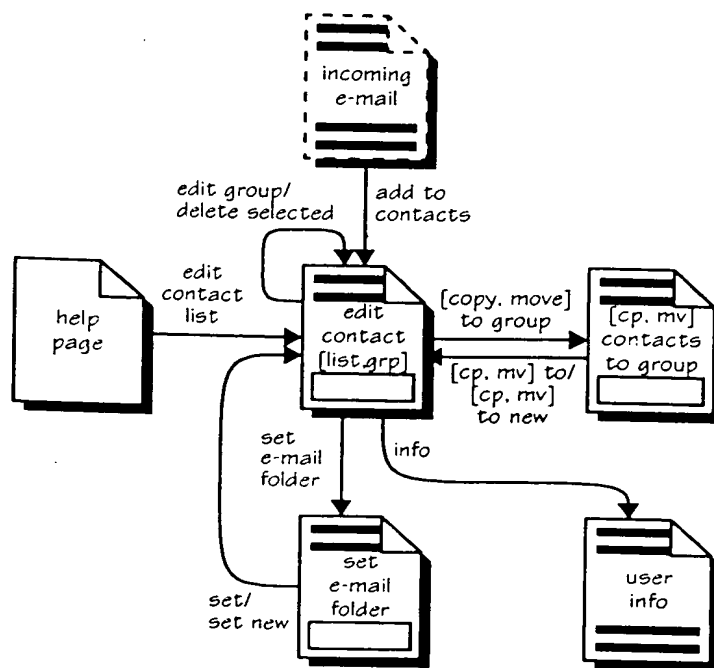 incoming
e-mail
edit group/
delete selected
add to
contacts
edit
contact
list
help
page
edit
contact
[list,grp]
[copy, move]
to group
[cp, mv]
contacts
to group
[cp, mv] to/
[cp, mv]
to new
set
e-mail
folder
info
set
e-mail
folder
set/
set new
user
info